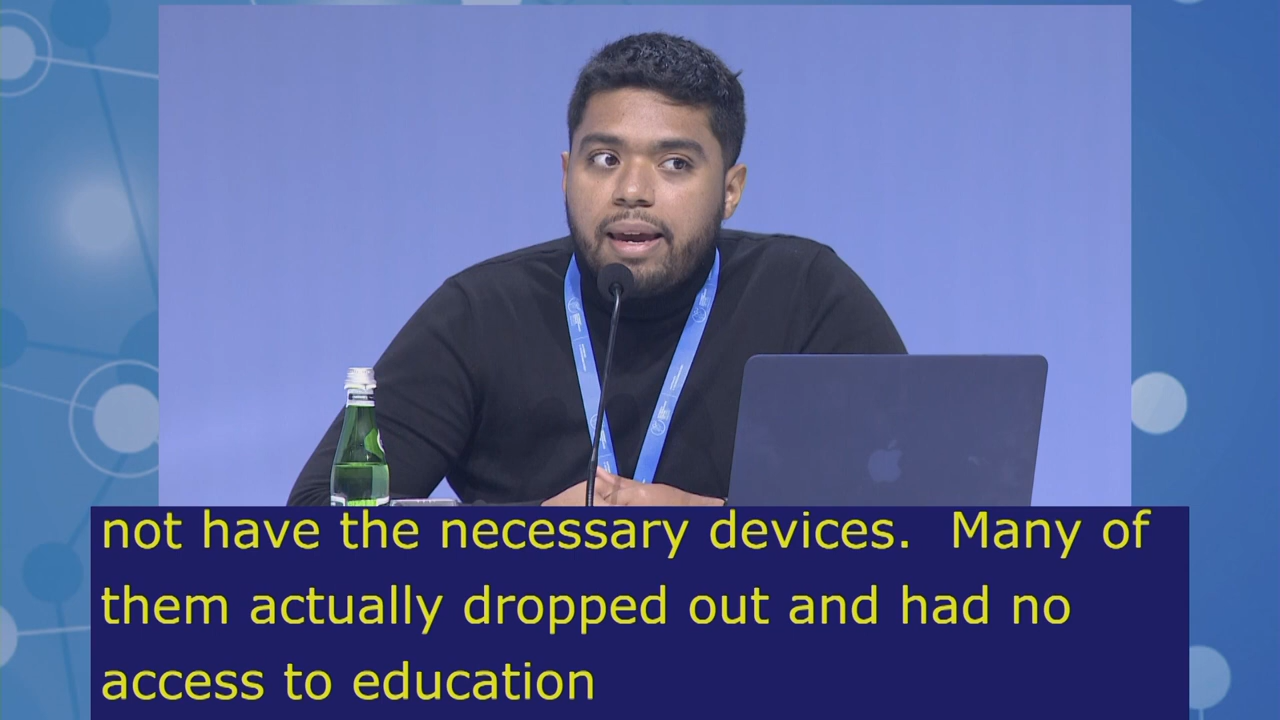 not have the necessary devices.  Many of
them actually dropped out and had no
access to education